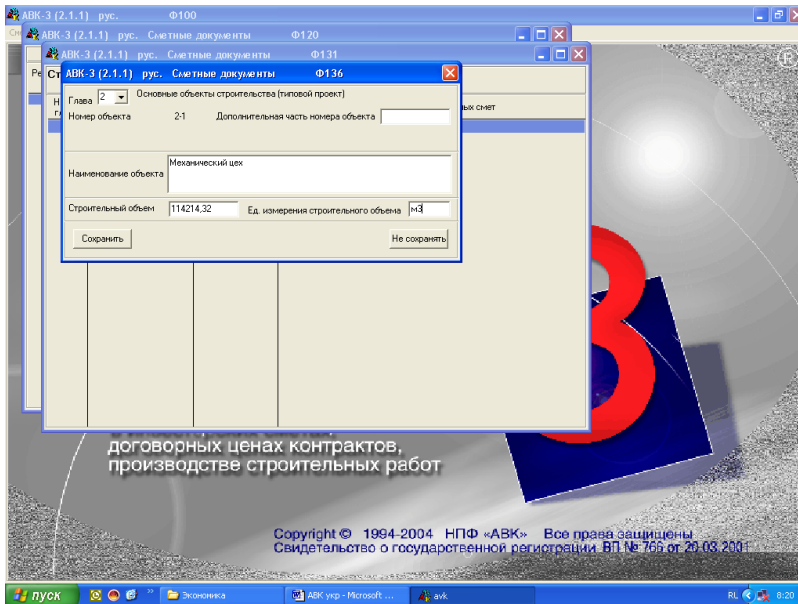 АВК-3 (2.1.1) рус. Ф100
АВК-3 (2.1.1) рус. Сметные документы Ф120
АВК-3 (2.1.1) рус. Сметные документы Ф131
АВК-3 (2.1.1) рус. Сметные документы Ф136
Глава 2 Основные объекты строительства (типовой проект)
Номер объекта 2-1 Дополнительная часть номера объекта
ых смет
Наименование объекта Механический цех
Строительный объем 114214,32 Ед. измерения строительного объема м3
Сохранить Не сохранять
3
договорных ценах контрактов,
производстве строительных работ
Copyright © 1994-2004 НПФ «АВК» Все права защищены
Свидетельство о государственной регистрации ВП № 766 от 20-03-2001
пуск Экономика АВК укр - Microsoft ... avk RL 8:20